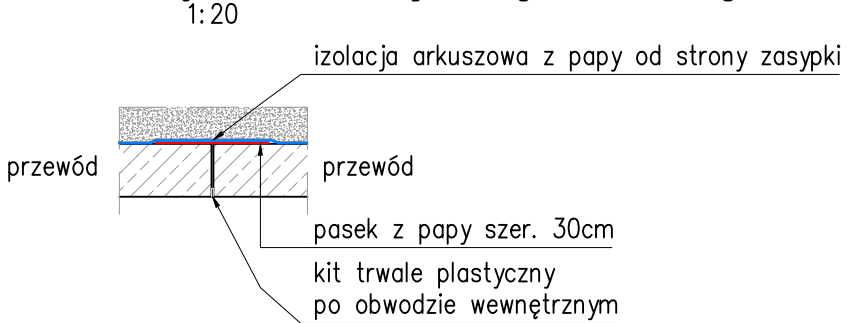 1:20
izolacja arkuszowa z papy od strony zasypki
przewód
przewód
pasek z papy szer. 30cm
kit trwale plastyczny
po obwodzie wewnętrznym